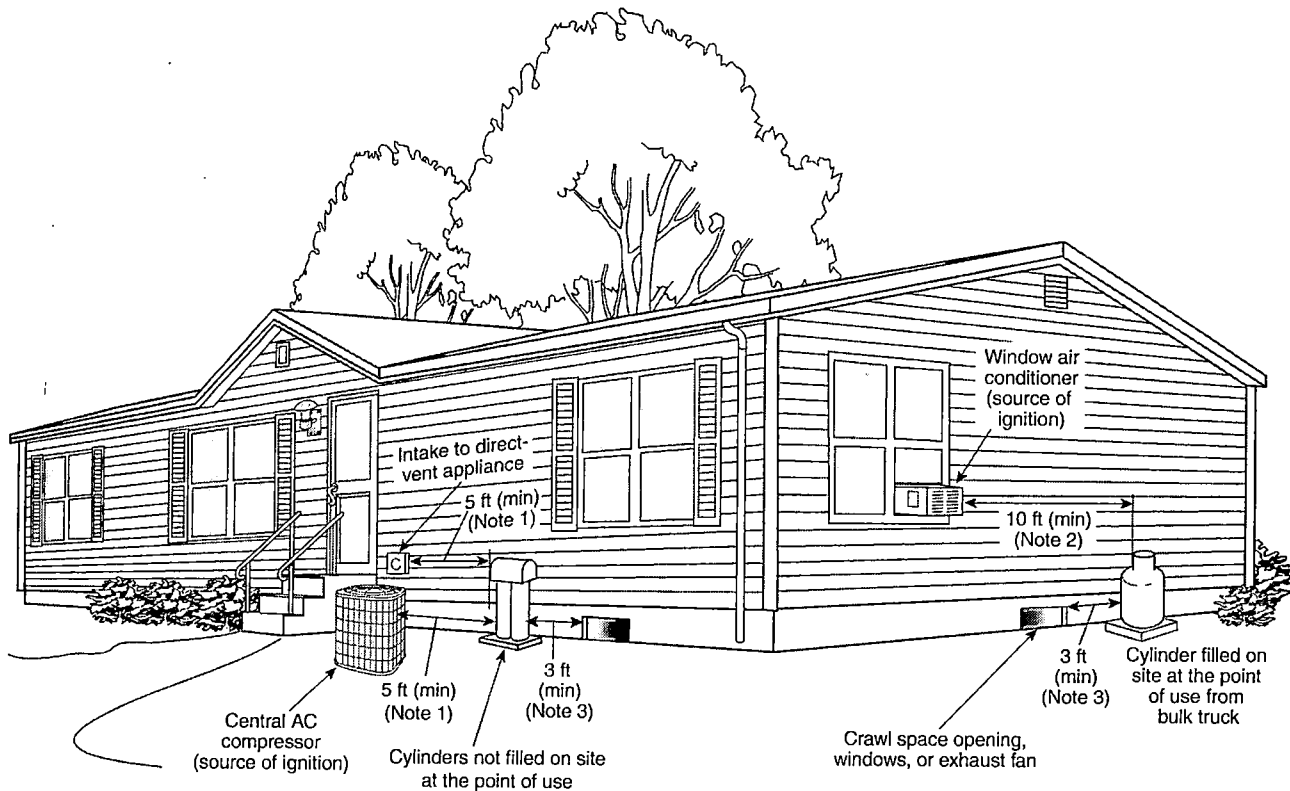 Window air
conditioner
(source of
ignition)
Intake to direct-
vent appliance
5 ft (min)
(Note 1)
10 ft (min)
(Note 2)
C
5 ft (min)
(Note 1)
3 ft
(min)
(Note 3)
3 ft
(min)
(Note 3)
Cylinder filled on
site at the point
of use from
bulk truck
Central AC
compressor
(source of ignition)
Cylinders not filled on site
at the point of use
Crawl space opening,
windows, or exhaust fan